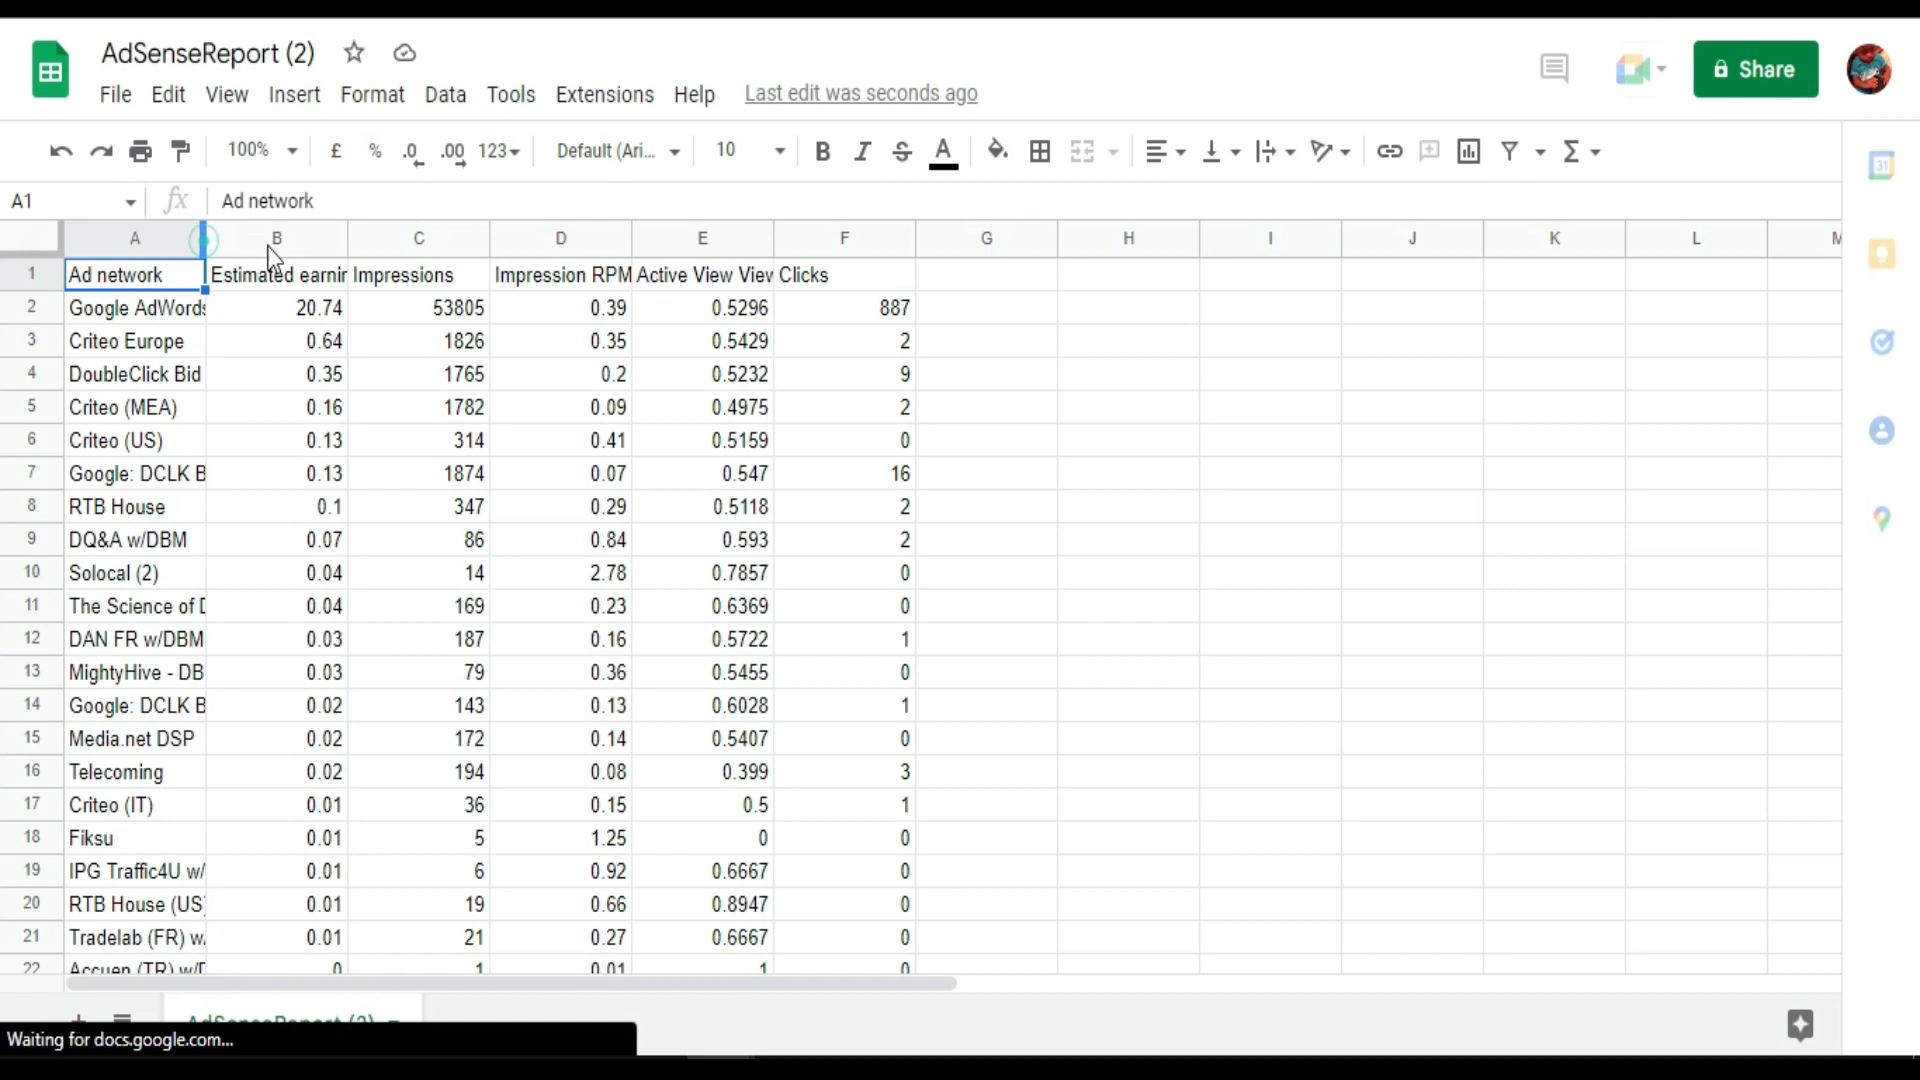 AdSenseReport (2)
File Edit View Insert Format Data Tools Extensions Help Last edit was seconds ago
Share
100% £ % .0 .00 123 Default (Ari... 10 B I S A Σ
31
A1 fx Ad network
A B C D E F G H I J K L M
1 Ad network Estimated earnir Impressions Impression RPM Active View View Clicks
2 Google AdWords 20.74 53805 0.39 0.5296 887
3 Criteo Europe 0.64 1826 0.35 0.5429 2
4 DoubleClick Bid 0.35 1765 0.2 0.5232 9
5 Criteo (MEA) 0.16 1782 0.09 0.4975 2
6 Criteo (US) 0.13 314 0.41 0.5159 0
7 Google: DCLK B 0.13 1874 0.07 0.547 16
8 RTB House 0.1 347 0.29 0.5118 2
9 DQ&A w/DBM 0.07 86 0.84 0.593 2
10 Solocal (2) 0.04 14 2.78 0.7857 0
11 The Science of D 0.04 169 0.23 0.6369 0
12 DAN FR w/DBM 0.03 187 0.16 0.5722 1
13 MightyHive - DB 0.03 79 0.36 0.5455 0
14 Google: DCLK B 0.02 143 0.13 0.6028 1
15 Media.net DSP 0.02 172 0.14 0.5407 0
16 Telecoming 0.02 194 0.08 0.399 3
17 Criteo (IT) 0.01 36 0.15 0.5 1
18 Fiksu 0.01 5 1.25 0 0
19 IPG Traffic4U w/ 0.01 6 0.92 0.6667 0
20 RTB House (US) 0.01 19 0.66 0.8947 0
21 Tradelab (FR) w/ 0.01 21 0.27 0.6667 0
22 Accuen (TR) w/D 0 1 0.01 1 0
AdSenseReport (2)
Waiting for docs.google.com...